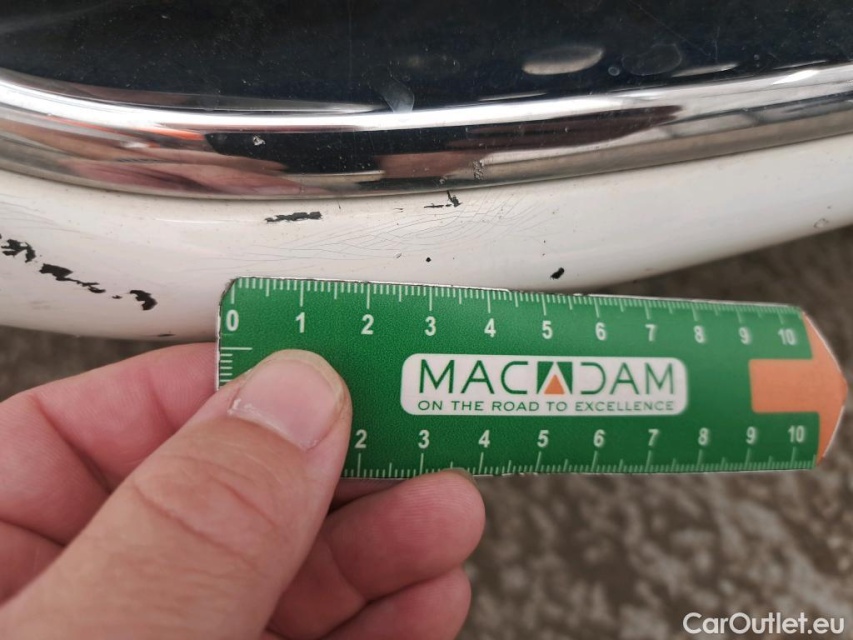 0 1 2 3 4 5 6 7 8 9 10
MACADAM
ON THE ROAD TO EXCELLENCE
2 3 4 5 6 7 8 9 10
CarOutlet.eu